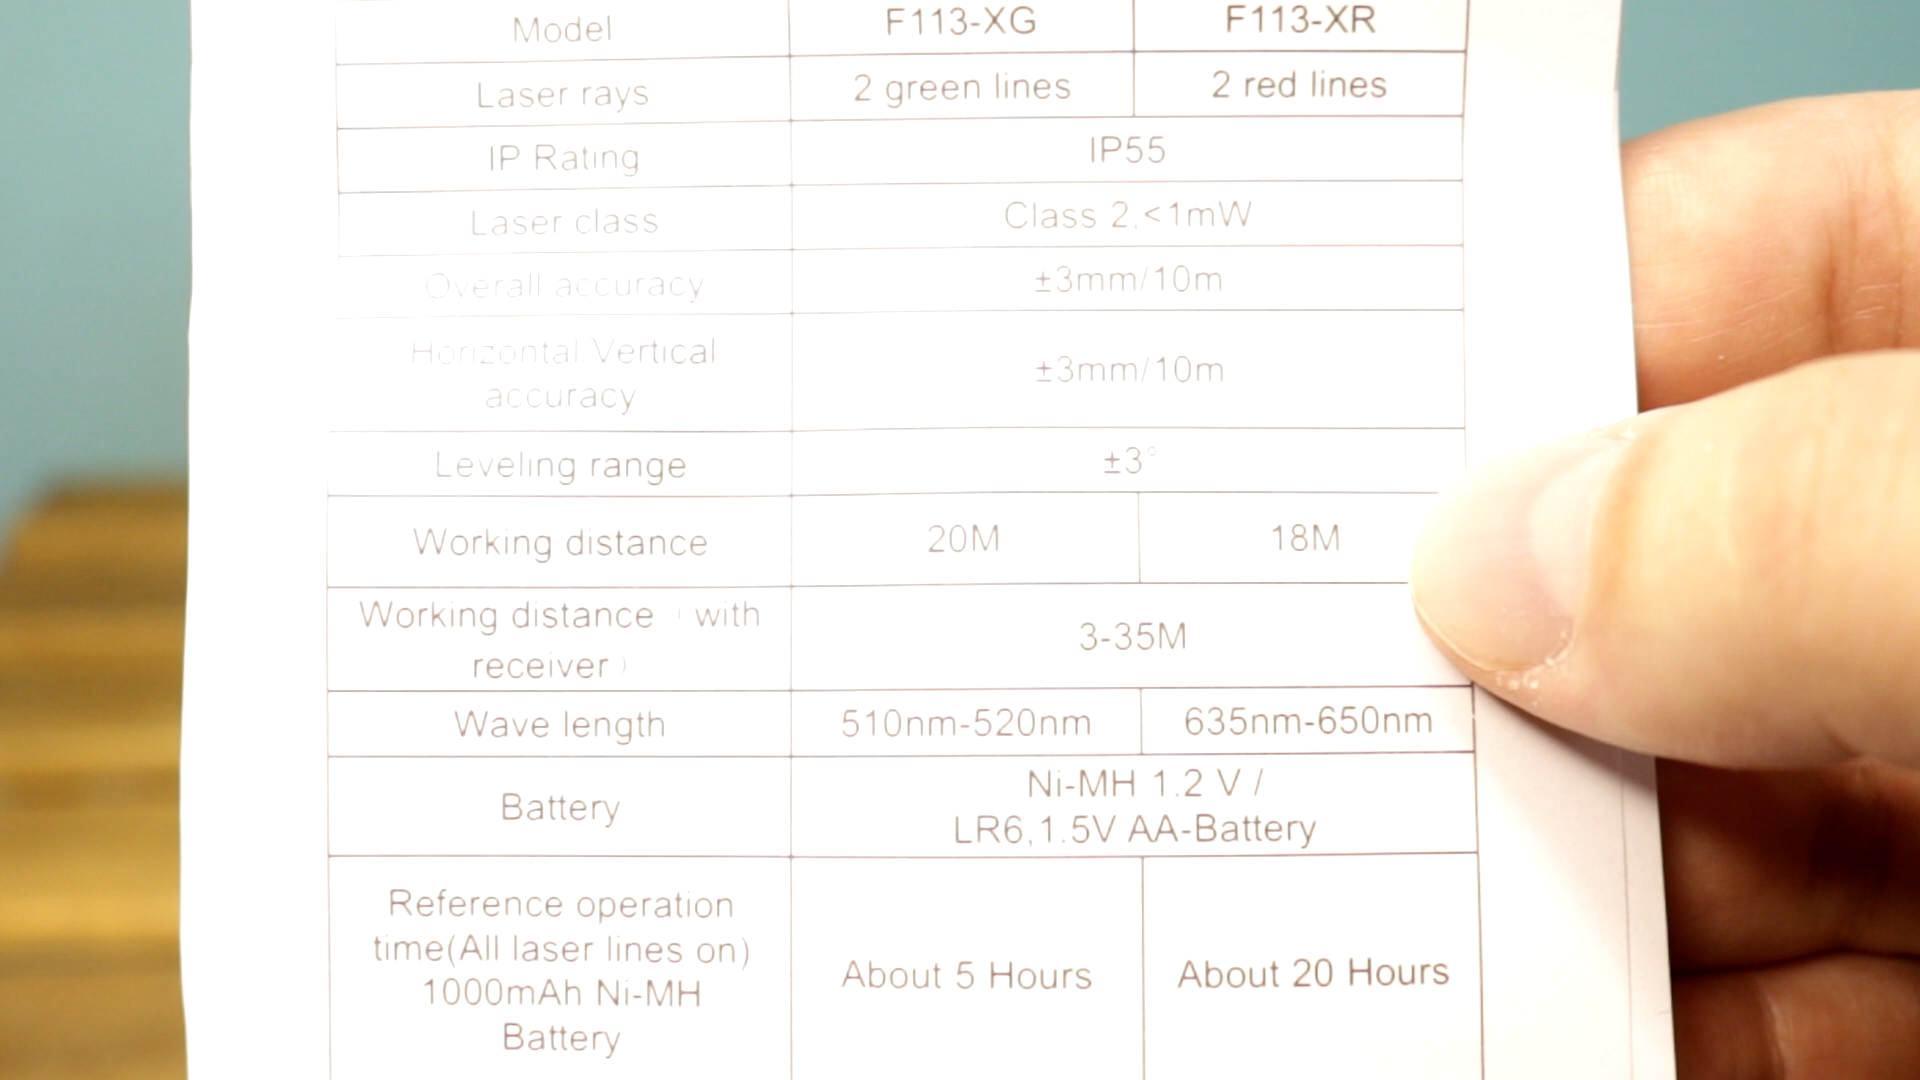 Model F113-XG F113-XR
Laser rays 2 green lines 2 red lines
IP Rating IP55
Laser class Class 2,<1mW
Overall accuracy ±3mm/10m
Horizontal/Vertical
accuracy ±3mm/10m
Leveling range ±3°
Working distance 20M 18M
Working distance (with
receiver) 3-35M
Wave length 510nm-520nm 635nm-650nm
Battery Ni-MH 1.2 V /
LR6,1.5V AA-Battery
Reference operation
time(All laser lines on)
1000mAh Ni-MH
Battery About 5 Hours About 20 Hours